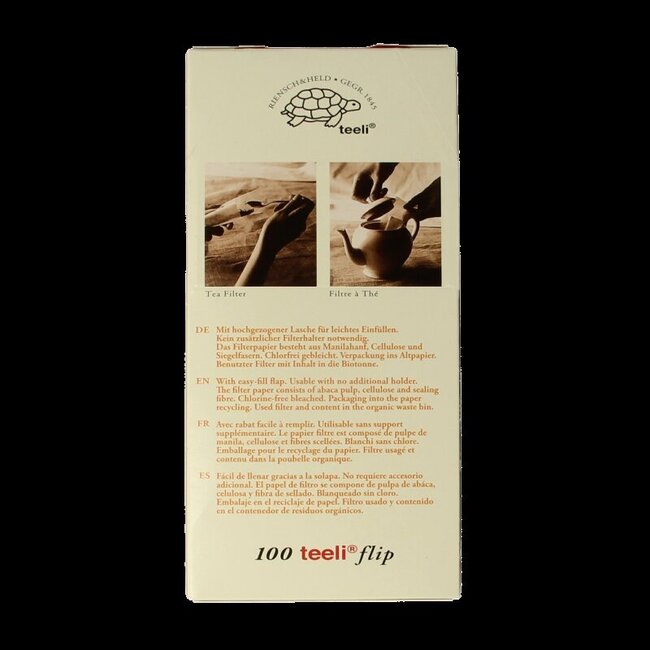 RIENSCH&HELD • GEGR. 1845
teeli®
Tea Filter
Filtre à Thé
DE Mit hochgezogener Lasche für leichtes Einfüllen.
Kein zusätzlicher Filterhalter notwendig.
Das Filterpapier besteht aus Manilahanf, Cellulose und
Siegelfasern. Chlorfrei gebleicht. Verpackung ins Altpapier.
Benutzter Filter mit Inhalt in die Biotonne.
EN With easy-fill flap. Usable with no additional holder.
The filter paper consists of abaca pulp, cellulose and sealing
fibre. Chlorine-free bleached. Packaging into the paper
recycling. Used filter and content in the organic waste bin.
FR Avec rabat facile à remplir. Utilisable sans support
supplémentaire. Le papier filtre est composé de pulpe de
manila, cellulose et fibres scellées. Blanchi sans chlore.
Emballage pour le recyclage du papier. Filtre usagé et
contenu dans la poubelle organique.
ES Fácil de llenar gracias a la solapa. No requiere accesorio
adicional. El papel de filtro se compone de pulpa de abáca,
celulosa y fibra de sellado. Blanqueado sin cloro.
Embalaje en el reciclaje de papel. Filtro usado y contenido
en el contenedor de residuos orgánicos.
100 teeli® flip